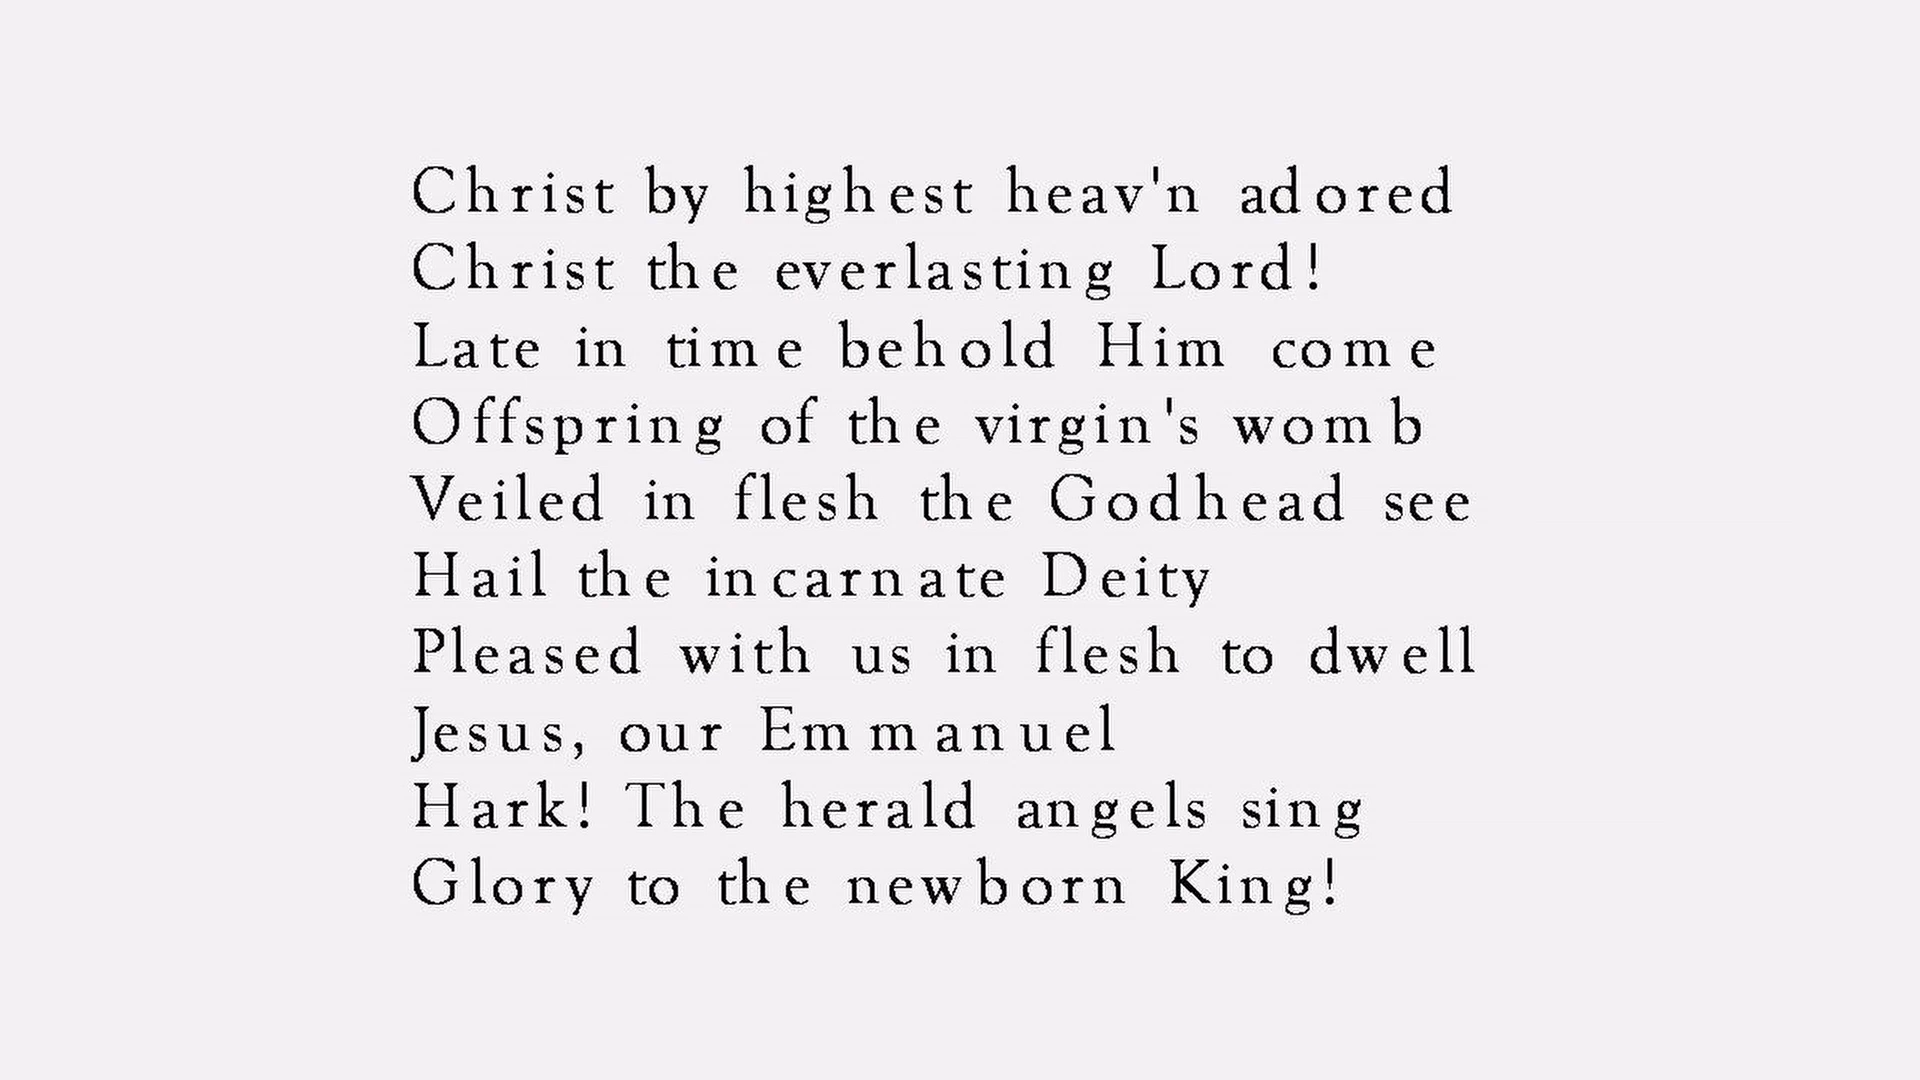 Christ by highest heav'n adored
Christ the everlasting Lord!
Late in time behold Him come
Offspring of the virgin's womb
Veiled in flesh the Godhead see
Hail the incarnate Deity
Pleased with us in flesh to dwell
Jesus, our Emmanuel
Hark! The herald angels sing
Glory to the newborn King!